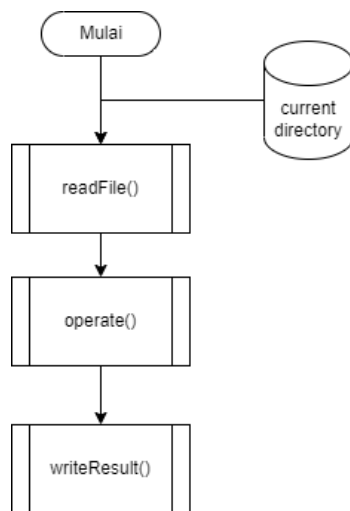 Mulai
current
directory
readFile()
operate()
writeResult()